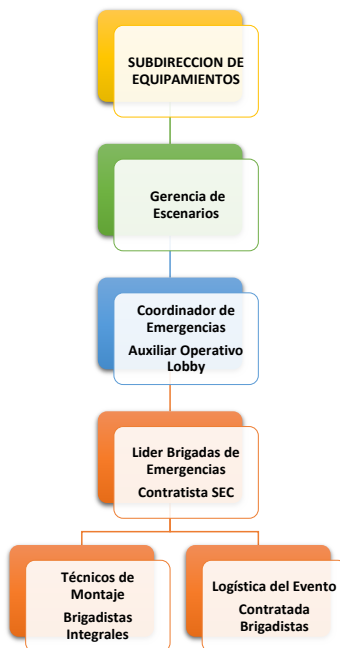 SUBDIRECCION DE
EQUIPAMIENTOS
Gerencia de
Escenarios
Coordinador de
Emergencias
Auxiliar Operativo
Lobby
Lider Brigadas de
Emergencias
Contratista SEC
Técnicos de
Montaje
Brigadistas
Integrales
Logística del Evento
Contratada
Brigadistas